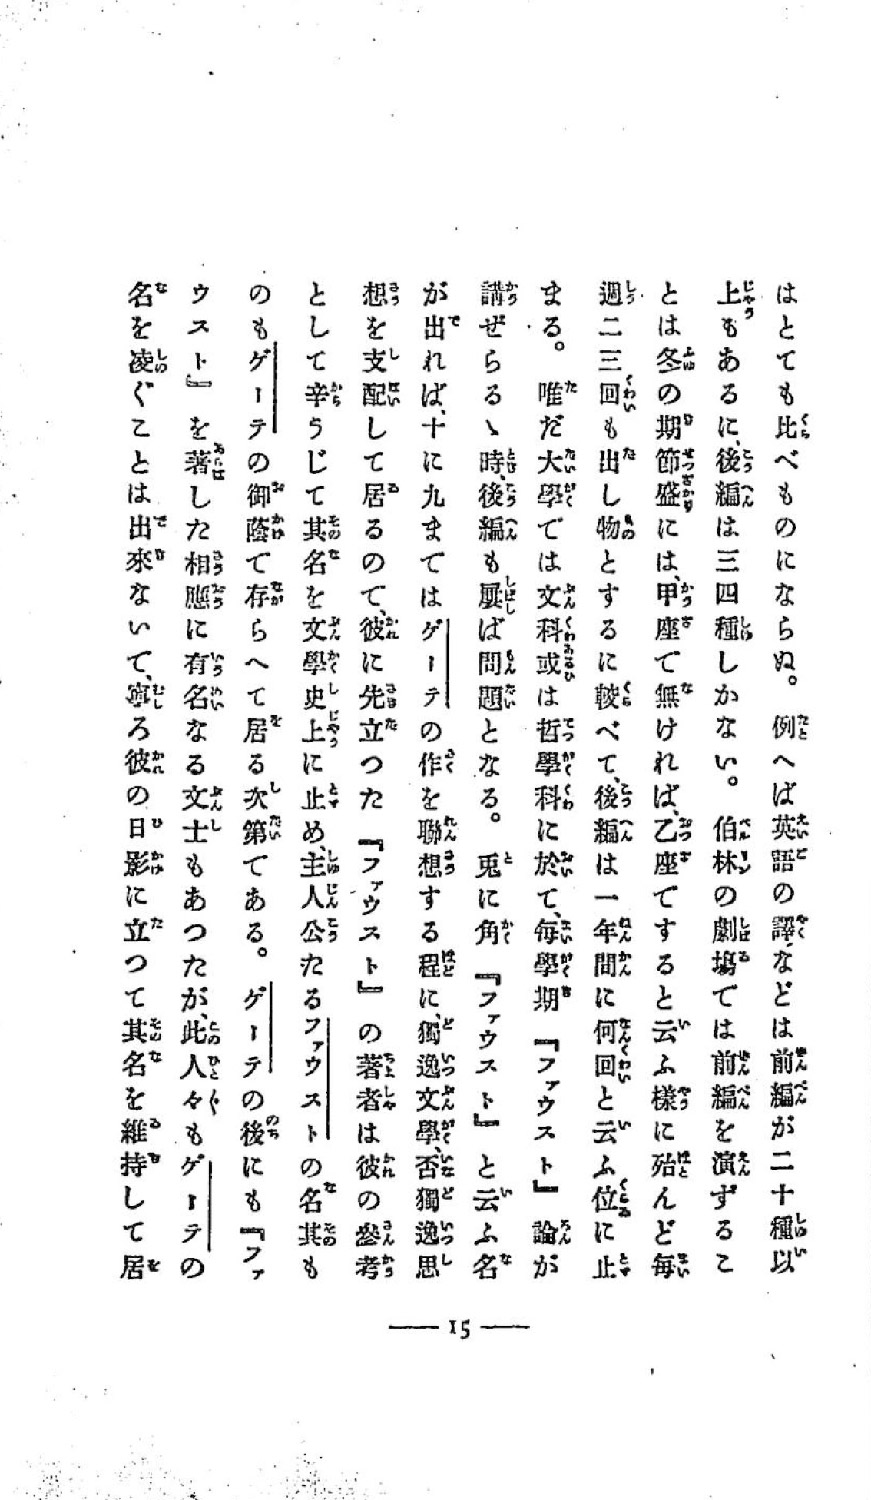 はとても比べものにならぬ。例へば英語の譯などは前編が二十種以
上もあるに、後編は三四種しかない。伯林の劇塲では前編を演ずるこ
とは冬の期節盛には、甲座で無ければ、乙座ですると云ふ樣に殆んど毎
週二三回も出し物とするに較べて、後編は一年間に何回と云ふ位に止
まる。唯だ大學では文科或は哲學科に於て、毎學期『ファウスト』論が
講ぜらるゝ時、後編も屢ば問題となる。兎に角『ファウスト』と云ふ名
が出れば、十に九まではゲーテの作を聯想する程に、獨逸文學、否獨逸思
想を支配して居るので、彼に先立つた『ファウスト』の著者は彼の參考
として辛うじて其名を文學史上に止め、主人公たるファウストの名其も
のもゲーテの御蔭で存らへて居る次第である。ゲーテの後にも『ファ
ウスト』を著した相應に有名なる文士もあつたが、此人々もゲーテの
名を凌ぐことは出來ないで、寧ろ彼の日影に立つて其名を維持して居
— 15 —